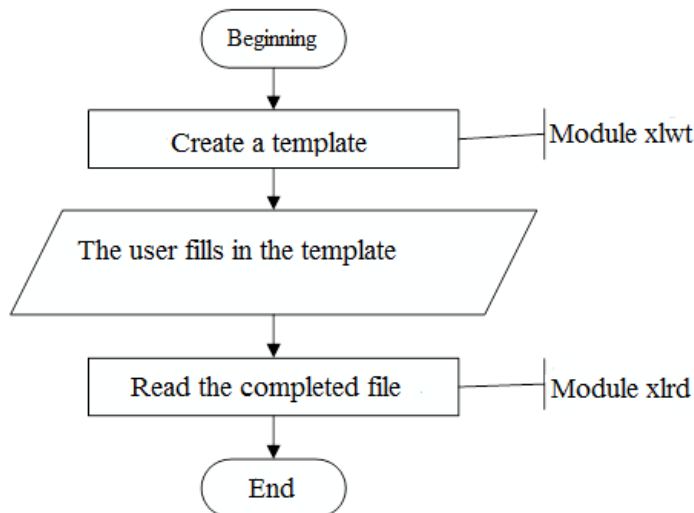 Beginning
Create a template
Module xlwt
The user fills in the template
Read the completed file
Module xlrd
End